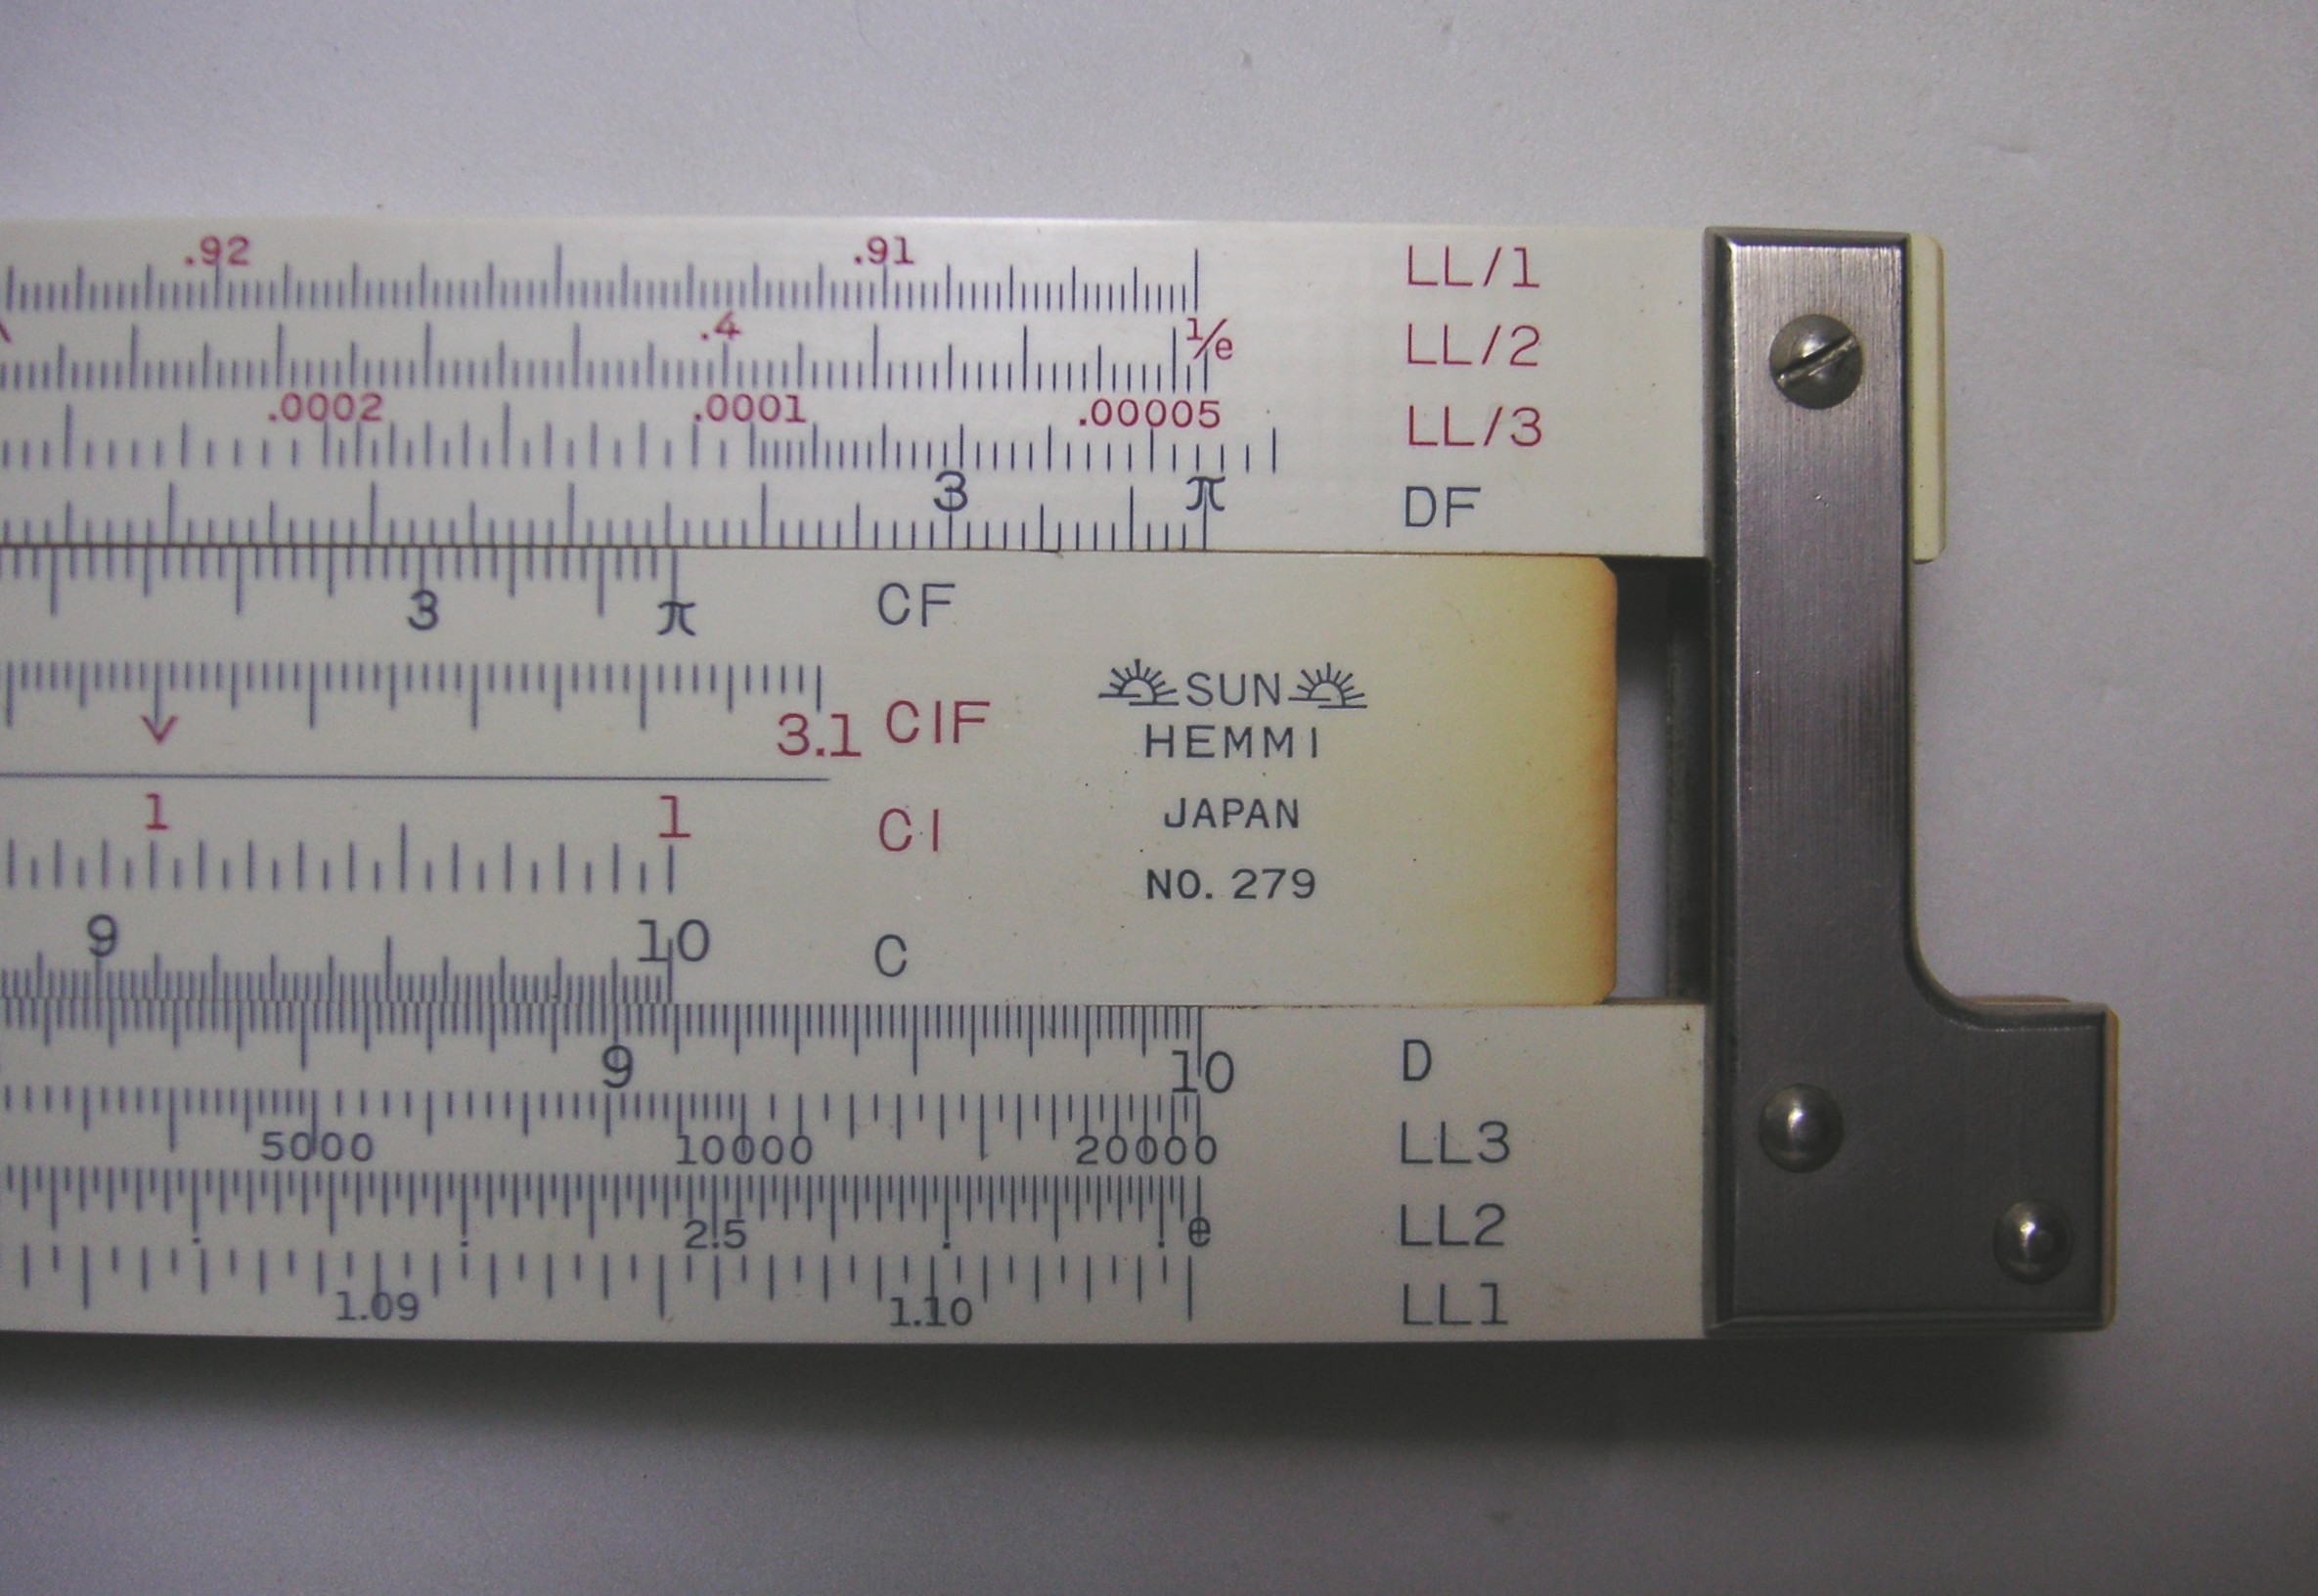 .92 .91 LL/1
.4 1/e LL/2
.0002 .0001 .00005 LL/3
3 π DF
3 π CF
3.1 CIF
SUN
HEMMI
JAPAN
NO. 279
1 1 CI
9 10 C
9 10 D
5000 10000 20000 LL3
2.5 e LL2
1.09 1.10 LL1